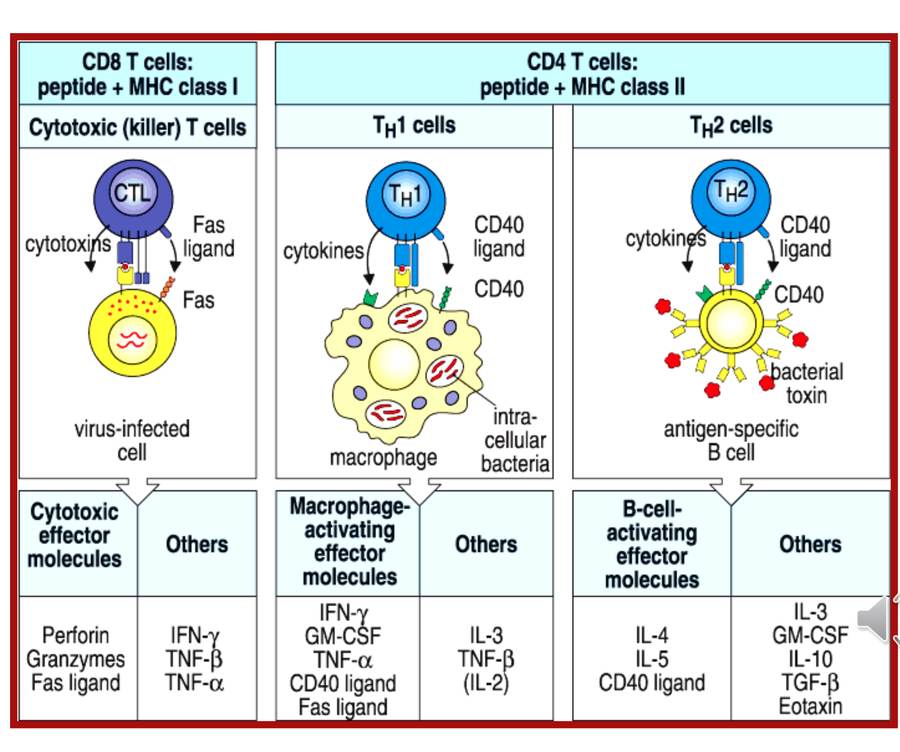 CD8 T cells:
peptide + MHC class I
Cytotoxic (killer) T cells
CTL
cytotoxins
Fas
ligand
Fas
virus-infected
cell
Cytotoxic
effector
molecules
Others
Perforin
Granzymes
Fas ligand
IFN-γ
TNF-β
TNF-α
CD4 T cells:
peptide + MHC class II
TH1 cells
TH1
cytokines
CD40
ligand
CD40
intra-
cellular
bacteria
macrophage
Macrophage-
activating
effector
molecules
Others
IFN-γ
GM-CSF
TNF-α
CD40 ligand
Fas ligand
IL-3
TNF-β
(IL-2)
TH2 cells
TH2
cytokines
CD40
ligand
CD40
bacterial
toxin
antigen-specific
B cell
B-cell-
activating
effector
molecules
Others
IL-4
IL-5
CD40 ligand
IL-3
GM-CSF
IL-10
TGF-β
Eotaxin